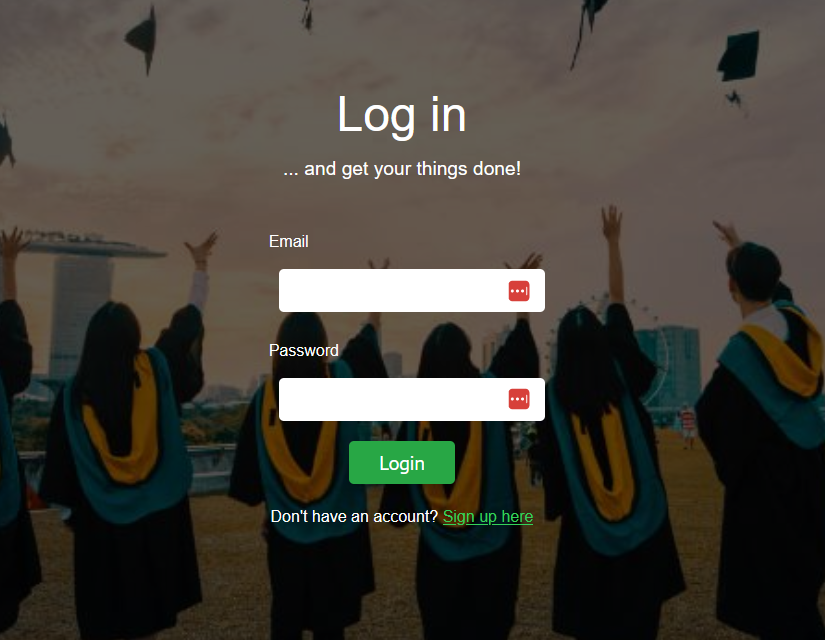 Log in
... and get your things done!
Email
Password
Login
Don't have an account? Sign up here